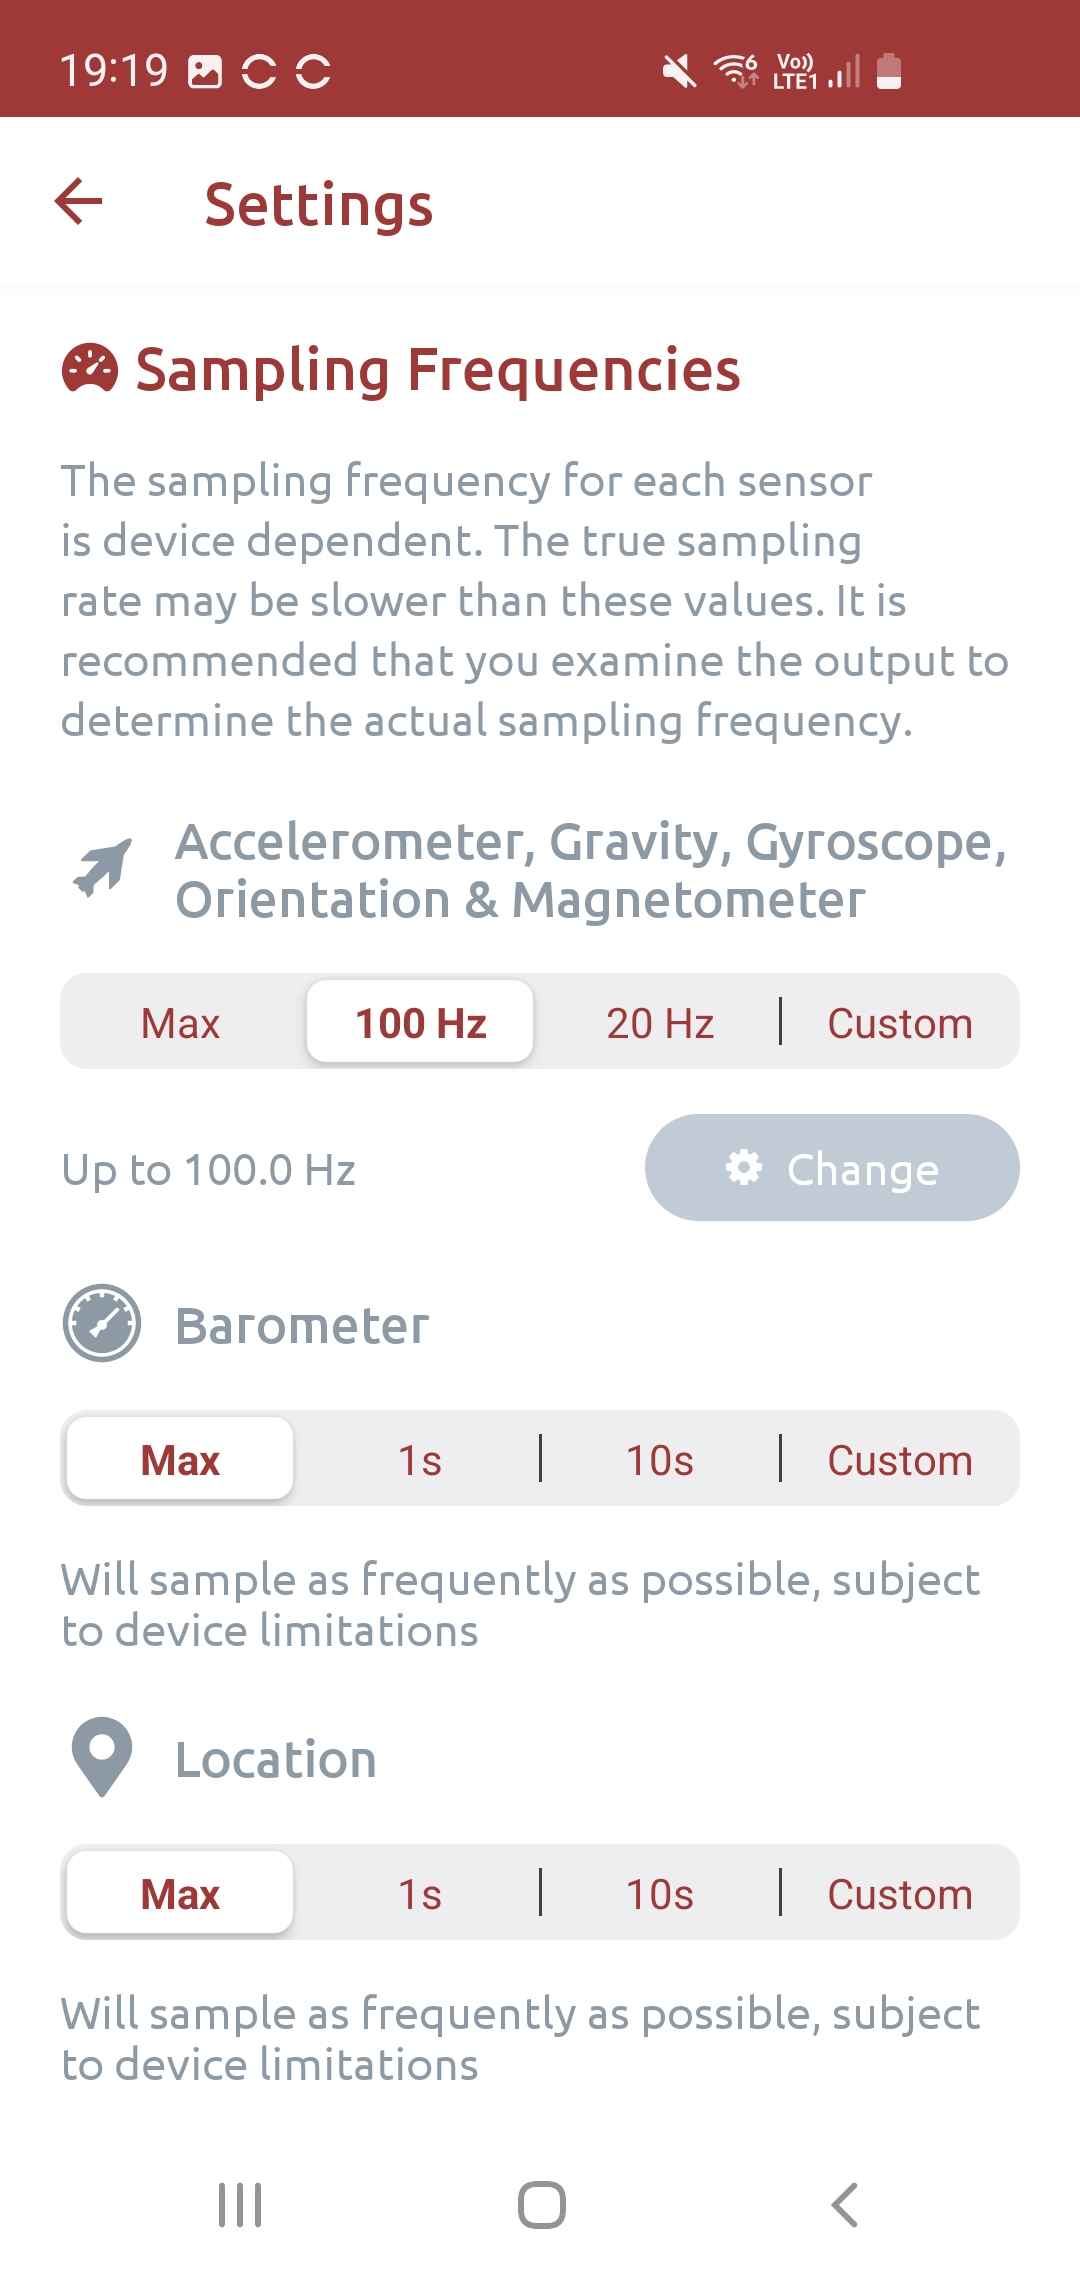 19:19
6 Vo))
LTE1
Settings
Sampling Frequencies
The sampling frequency for each sensor
is device dependent. The true sampling
rate may be slower than these values. It is
recommended that you examine the output to
determine the actual sampling frequency.
Accelerometer, Gravity, Gyroscope,
Orientation & Magnetometer
Max 100 Hz 20 Hz Custom
Up to 100.0 Hz Change
Barometer
Max 1s 10s Custom
Will sample as frequently as possible, subject
to device limitations
Location
Max 1s 10s Custom
Will sample as frequently as possible, subject
to device limitations